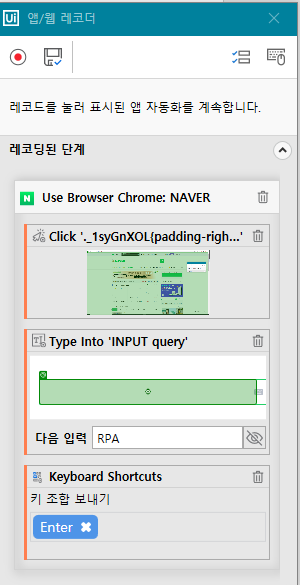 Ui 앱/웹 레코더
레코드를 눌러 표시된 앱 자동화를 계속합니다.
레코딩된 단계
N Use Browser Chrome: NAVER
Click '._1syGnXOL{padding-righ...'
T Type Into 'INPUT query'
다음 입력 RPA
Keyboard Shortcuts
키 조합 보내기
Enter